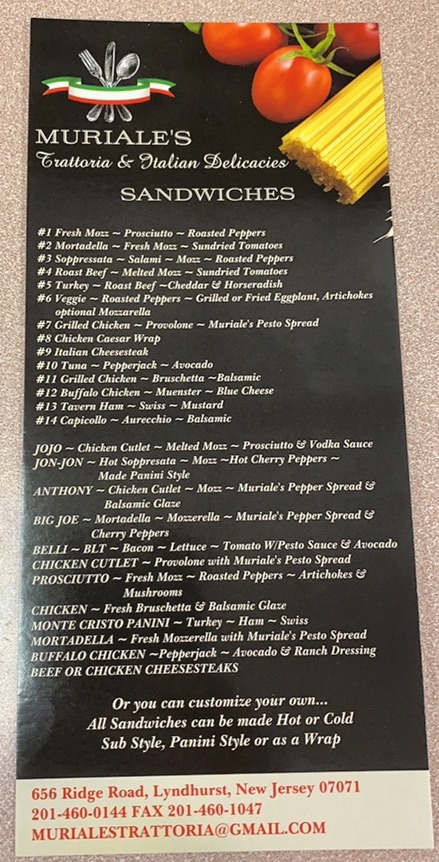 MURIALE'S
Trattoria & Italian Delicacies
SANDWICHES
#1 Fresh Mozz ~ Prosciutto ~ Roasted Peppers
#2 Mortadella ~ Fresh Mozz ~ Sundried Tomatoes
#3 Soppressata ~ Salami ~ Mozz ~ Roasted Peppers
#4 Roast Beef ~ Melted Mozz ~ Sundried Tomatoes
#5 Turkey ~ Roast Beef ~Cheddar & Horseradish
#6 Veggie ~ Roasted Peppers ~ Grilled or Fried Eggplant, Artichokes
optional Mozzarella
#7 Grilled Chicken ~ Provolone ~ Muriale's Pesto Spread
#8 Chicken Caesar Wrap
#9 Italian Cheesesteak
#10 Tuna ~ Pepperjack ~ Avocado
#11 Grilled Chicken ~ Bruschetta ~Balsamic
#12 Buffalo Chicken ~ Muenster ~ Blue Cheese
#13 Tavern Ham ~ Swiss ~ Mustard
#14 Capicollo ~ Aurecchio ~ Balsamic
JOJO ~ Chicken Cutlet ~ Melted Mozz ~ Prosciutto & Vodka Sauce
JON-JON ~ Hot Soppresata ~ Mozz ~Hot Cherry Peppers ~
Made Panini Style
ANTHONY ~ Chicken Cutlet ~ Mozz ~ Muriale's Pepper Spread &
Balsamic Glaze
BIG JOE ~ Mortadella ~ Mozzerella ~ Muriale's Pepper Spread &
Cherry Peppers
BELLI ~ BLT ~ Bacon ~ Lettuce ~ Tomato W/Pesto Sauce & Avocado
CHICKEN CUTLET ~ Provolone with Muriale's Pesto Spread
PROSCIUTTO ~ Fresh Mozz ~ Roasted Peppers ~ Artichokes &
Mushrooms
CHICKEN ~ Fresh Bruschetta & Balsamic Glaze
MONTE CRISTO PANINI ~ Turkey ~ Ham ~ Swiss
MORTADELLA ~ Fresh Mozzerella with Muriale's Pesto Spread
BUFFALO CHICKEN ~Pepperjack ~ Avocado & Ranch Dressing
BEEF OR CHICKEN CHEESESTEAKS
Or you can customize your own...
All Sandwiches can be made Hot or Cold
Sub Style, Panini Style or as a Wrap
656 Ridge Road, Lyndhurst, New Jersey 07071
201-460-0144 FAX 201-460-1047
MURIALESTRATTORIA@GMAIL.COM